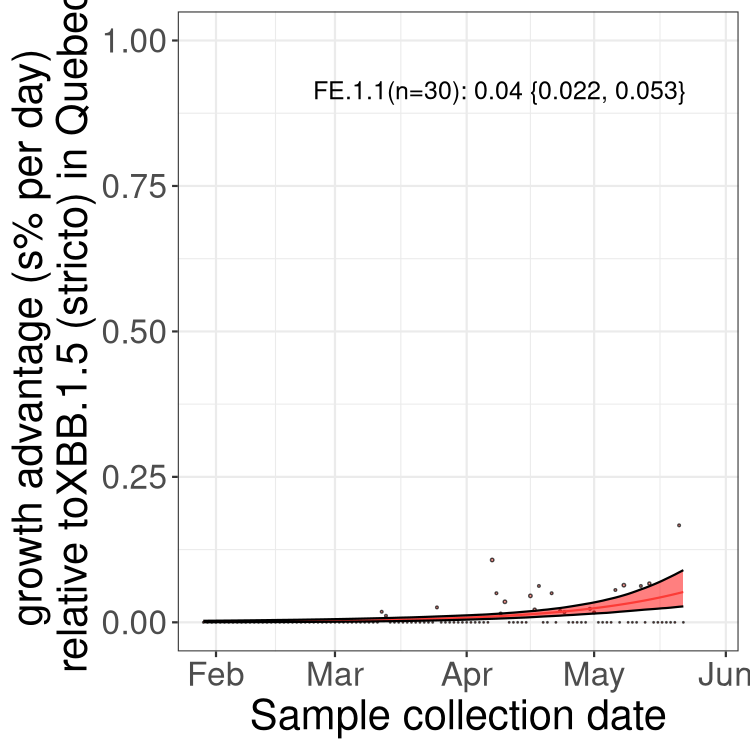 growth advantage (s% per day)
relative toXBB.1.5 (stricto) in Quebec
1.00
0.75
0.50
0.25
0.00
FE.1.1(n=30): 0.04 {0.022, 0.053}
Feb
Mar
Apr
May
Jun
Sample collection date